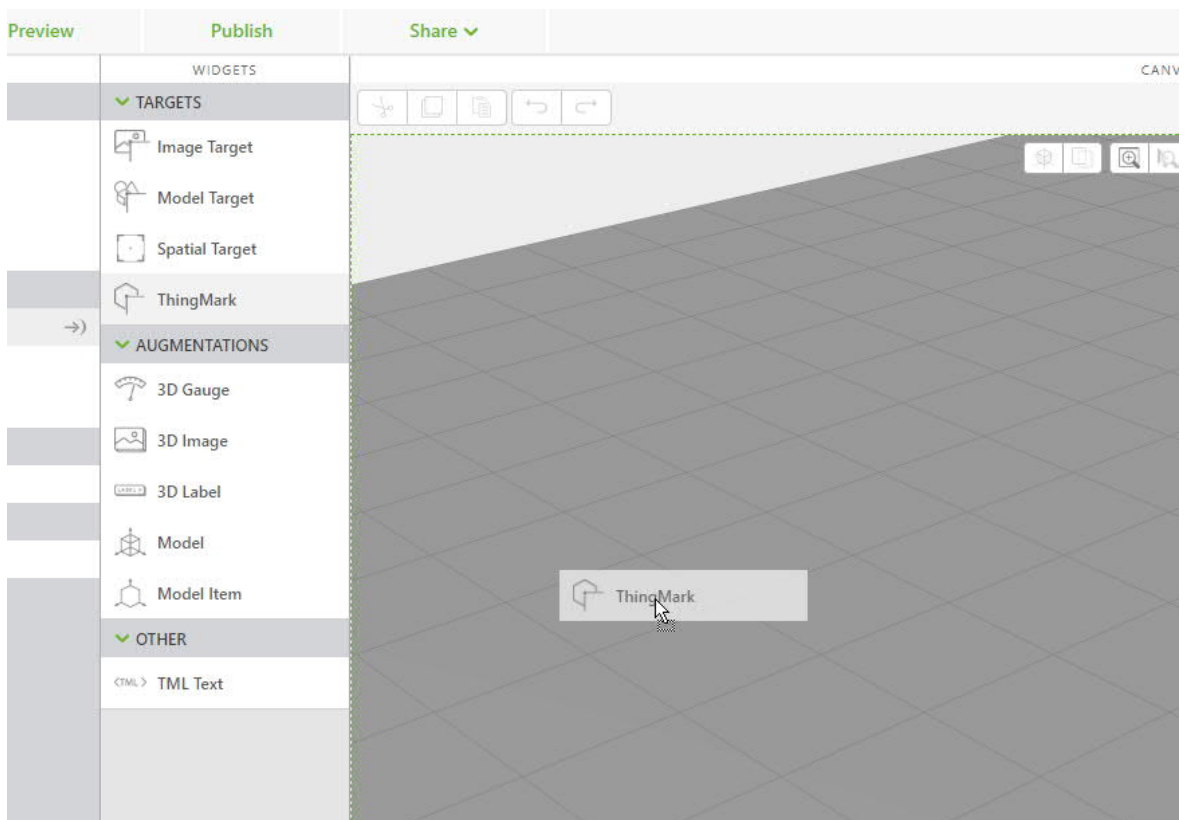 Preview
Publish
Share
WIDGETS
CANV
TARGETS
Image Target
Model Target
Spatial Target
ThingMark
AUGMENTATIONS
3D Gauge
3D Image
3D Label
Model
Model Item
OTHER
<TML> TML Text
ThingMark